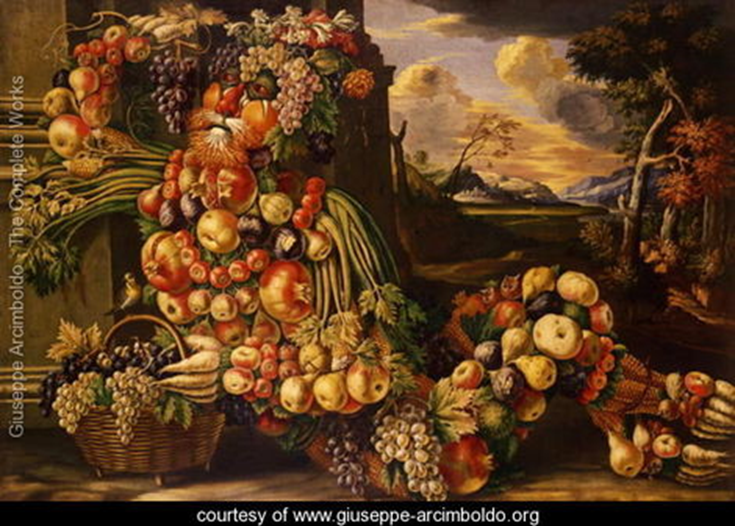 Giuseppe Arcimboldo - The Complete Works
courtesy of www.giuseppe-arcimboldo.org